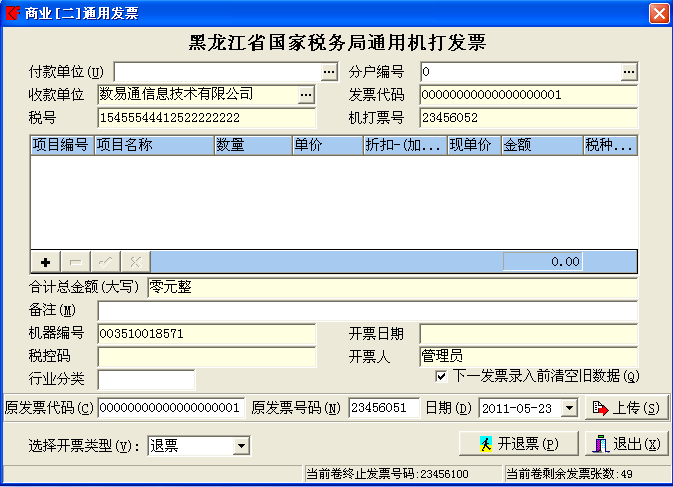 商业[二]通用发票
黑龙江省国家税务局通用机打发票
付款单位(U) ... 分户编号 0 ...
收款单位 数易通信息技术有限公司 ... 发票代码 00000000000000000001
税号 15455544412522222222 机打票号 23456052
项目编号 项目名称 数量 单价 折扣-(加... 现单价 金额 税种...
0.00
合计总金额(大写) 零元整
备注(M)
机器编号 003510018571 开票日期
税控码 开票人 管理员
行业分类 下一发票录入前清空旧数据(Q)
原发票代码(C) 00000000000000000001 原发票号码(N) 23456051 日期(D) 2011-05-23 上传(S)
选择开票类型(V): 退票 开退票(P) 退出(X)
当前卷终止发票号码:23456100 当前卷剩余发票张数:49